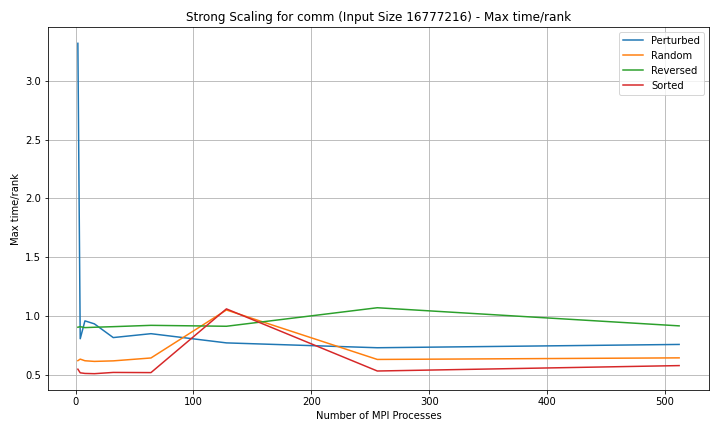 Strong Scaling for comm (Input Size 16777216) - Max time/rank
Perturbed
Random
Reversed
Sorted
Max time/rank
3.0
2.5
2.0
1.5
1.0
0.5
0
100
200
300
400
500
Number of MPI Processes